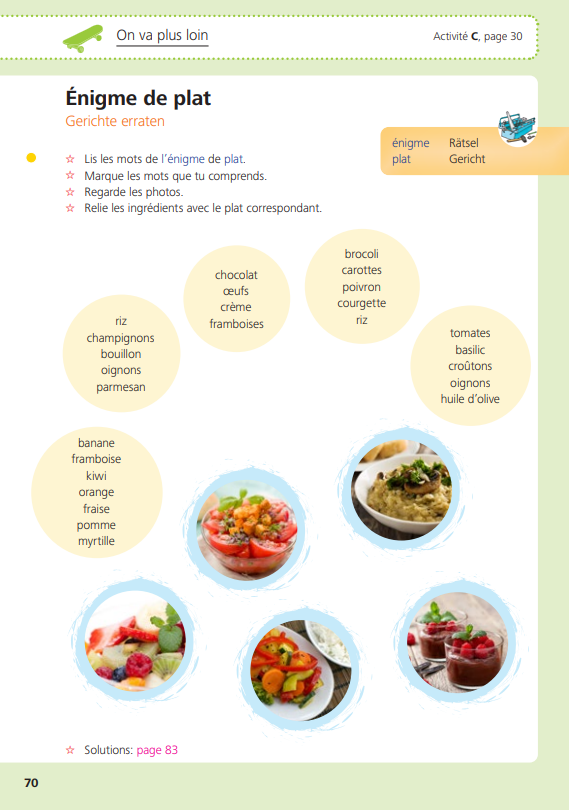 On va plus loin
Activité C, page 30
Énigme de plat
Gerichte erraten
énigme Rätsel
plat Gericht
☆ Lis les mots de l'énigme de plat.
☆ Marque les mots que tu comprends.
☆ Regarde les photos.
☆ Relie les ingrédients avec le plat correspondant.
chocolat
œufs
crème
framboises
brocoli
carottes
poivron
courgette
riz
riz
champignons
bouillon
oignons
parmesan
tomates
basilic
croûtons
oignons
huile d'olive
banane
framboise
kiwi
orange
fraise
pomme
myrtille
☆ Solutions: page 83
70